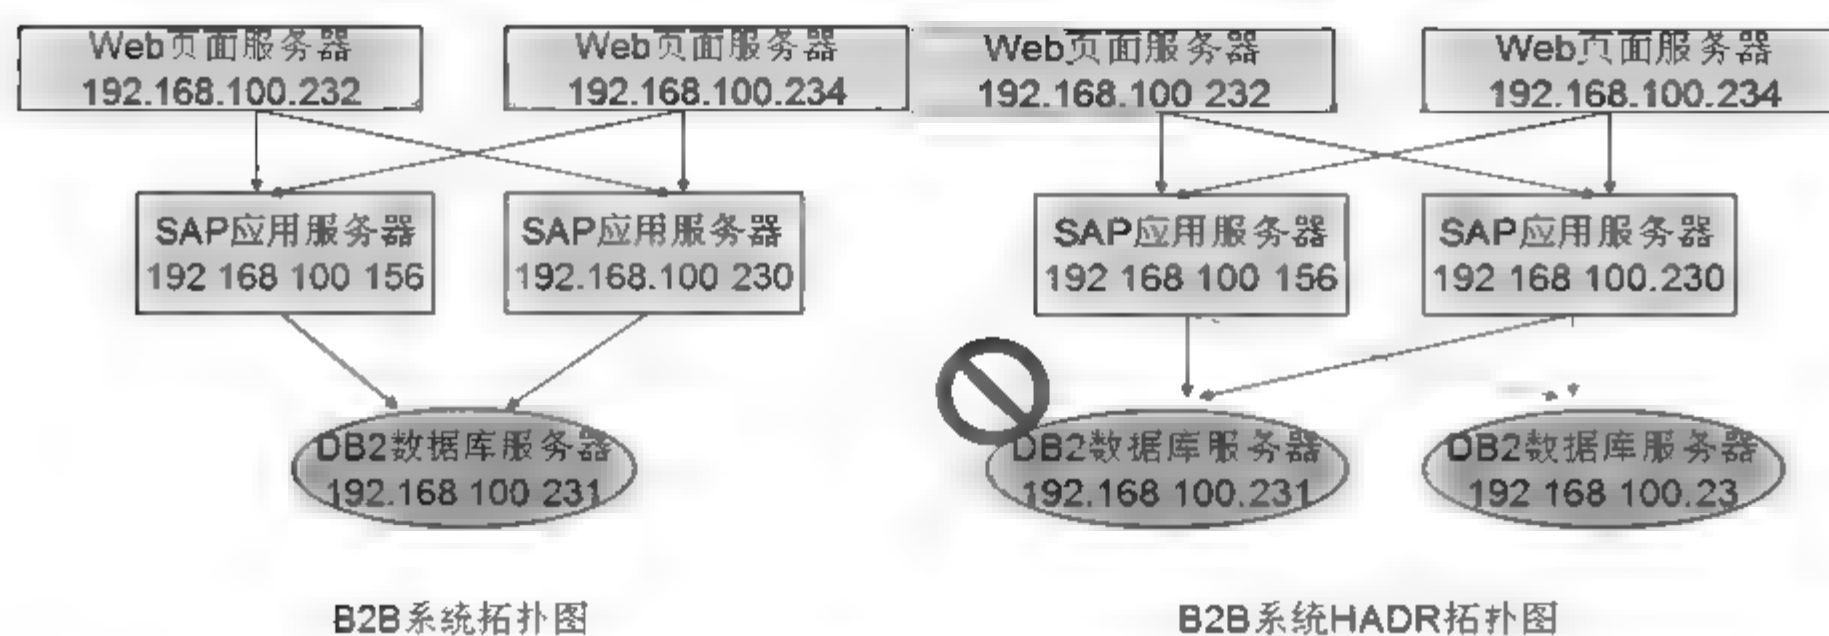 Web页面服务器
192.168.100.232
Web页面服务器
192.168.100.234
SAP应用服务器
192 168 100 156
SAP应用服务器
192.168.100 230
DB2数据库服务器
192.168 100 231
B2B系统拓扑图
Web页面服务器
192.168.100 232
Web页面服务器
192.168.100.234
SAP应用服务器
192 168 100 156
SAP应用服务器
192 168 100.230
DB2数据库服务器
192.168 100.231
DB2数据库服务器
192 168 100.23
B2B系统HADR拓扑图